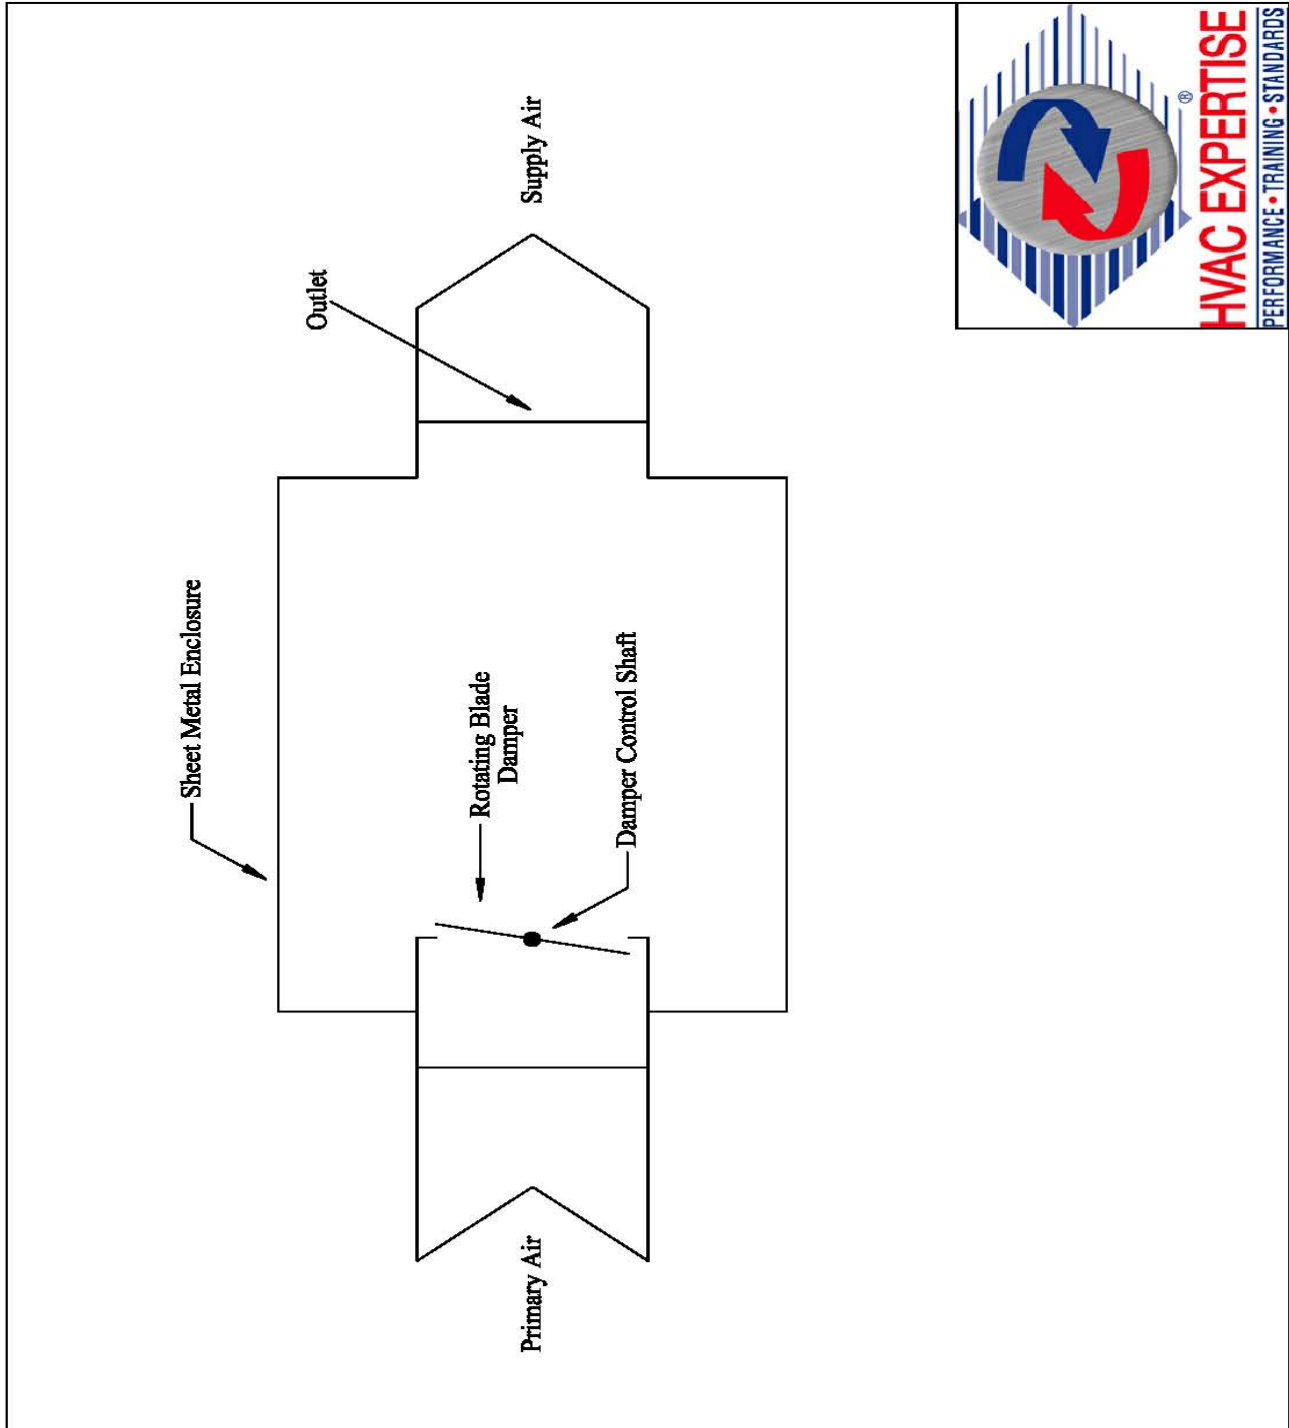 Sheet Metal Enclosure
Outlet
Rotating Blade
Damper
Damper Control Shaft
Primary Air
Supply Air
®
HVAC EXPERTISE
PERFORMANCE • TRAINING • STANDARDS